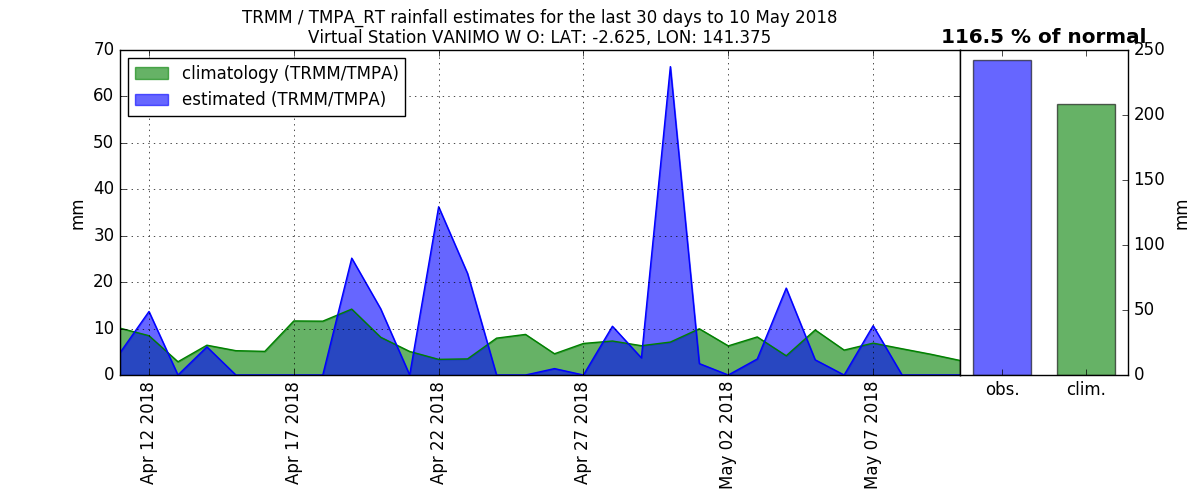 TRMM / TMPA_RT rainfall estimates for the last 30 days to 10 May 2018
Virtual Station VANIMO W O: LAT: -2.625, LON: 141.375
116.5 % of normal
climatology (TRMM/TMPA)
estimated (TRMM/TMPA)
70
60
50
40
30
20
10
0
mm
Apr 12 2018
Apr 17 2018
Apr 22 2018
Apr 27 2018
May 02 2018
May 07 2018
250
200
150
100
50
0
mm
obs.
clim.